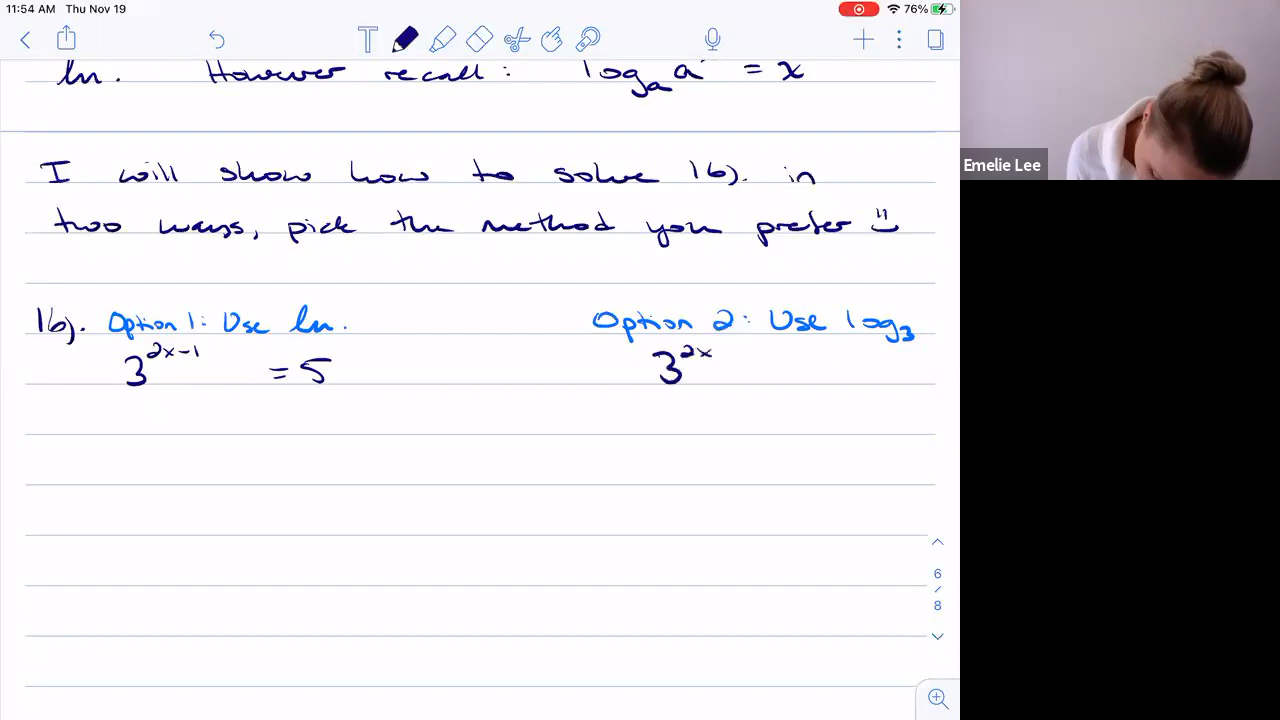 11:54 AM Thu Nov 19
76%
ln. However recall: logₐ a = x
Emelie Lee
I will show how to solve 16). in
two ways, pick the method you prefer :)
16). Option 1: Use ln.
Option 2: Use log₃
3^(2x-1) = 5
3^(2x)
6
/
8